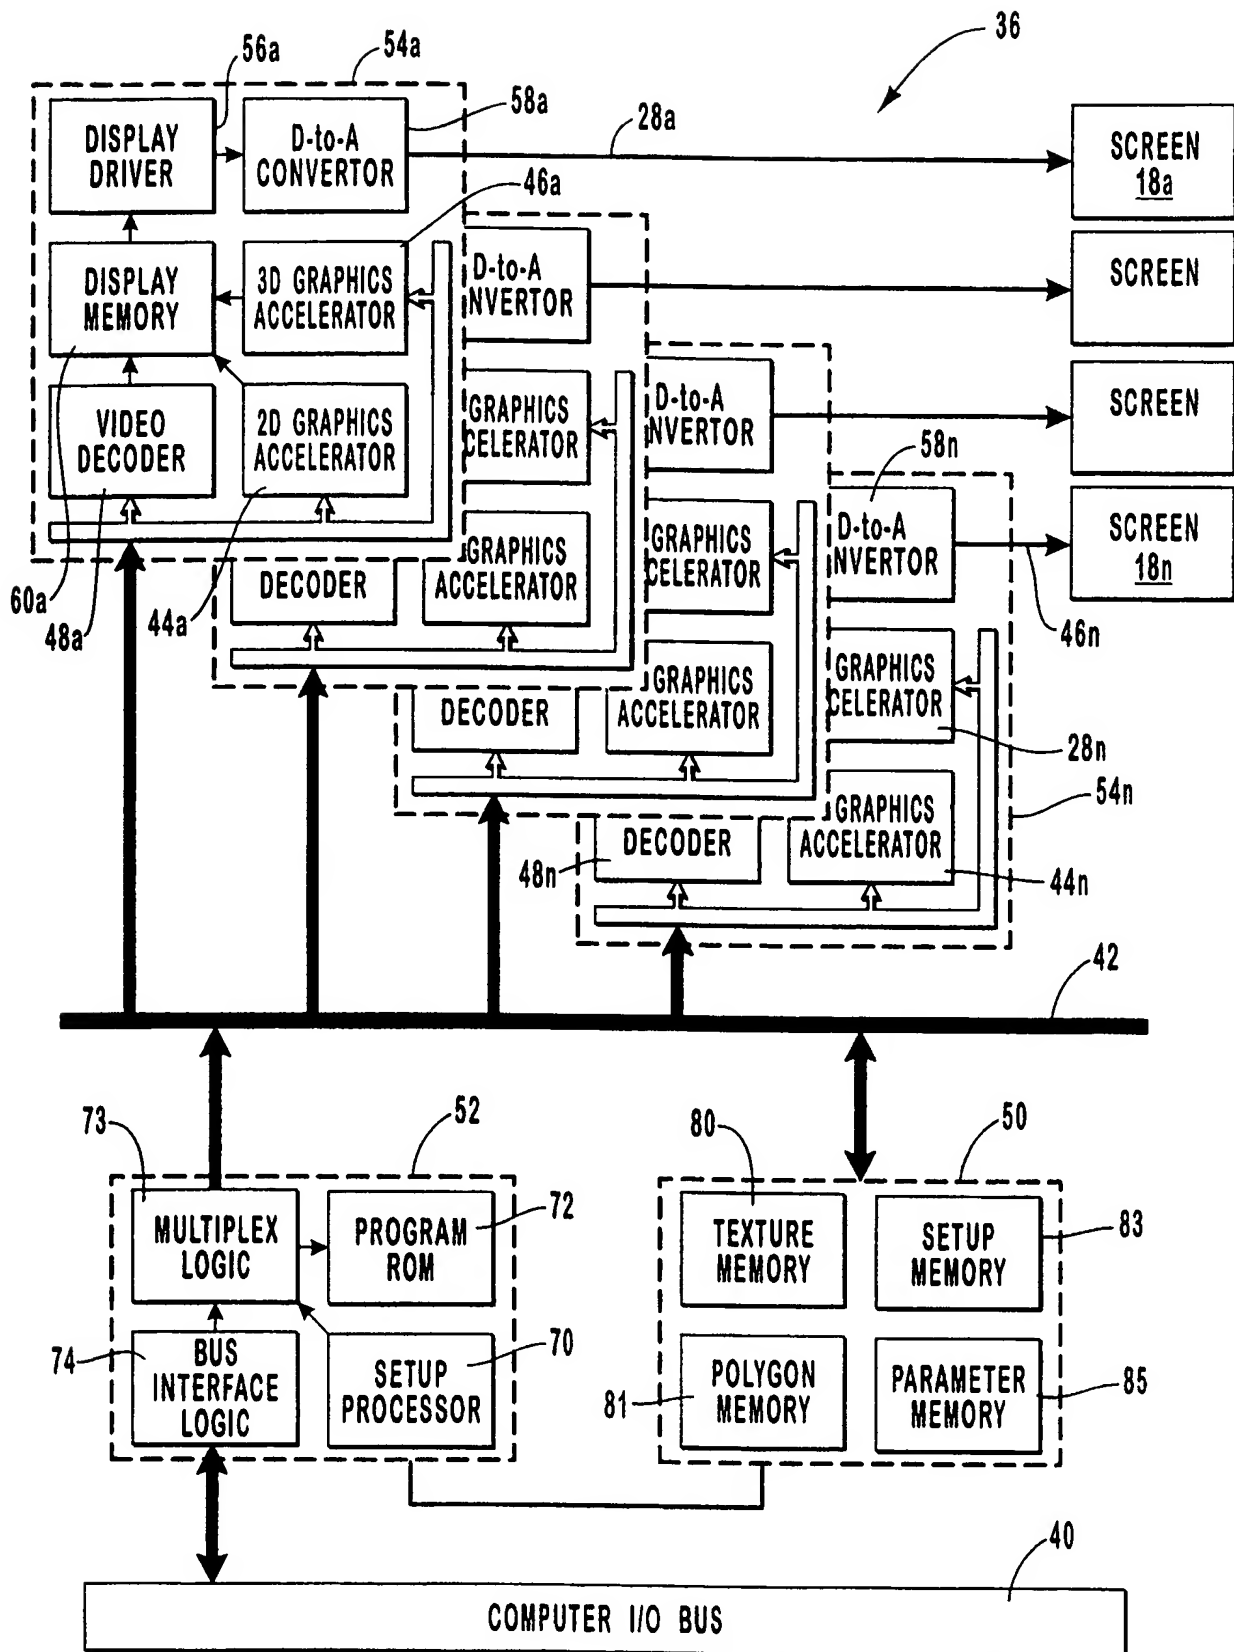 36
56a
54a
58a
28a
DISPLAY
DRIVER
D-to-A
CONVERTOR
SCREEN
18a
46a
DISPLAY
MEMORY
3D GRAPHICS
ACCELERATOR
D-to-A
NVERTOR
SCREEN
VIDEO
DECODER
2D GRAPHICS
ACCELERATOR
GRAPHICS
CELERATOR
D-to-A
NVERTOR
SCREEN
58n
60a
48a
44a
DECODER
GRAPHICS
ACCELERATOR
GRAPHICS
CELERATOR
D-to-A
NVERTOR
SCREEN
18n
46n
DECODER
GRAPHICS
ACCELERATOR
GRAPHICS
CELERATOR
28n
54n
48n
DECODER
GRAPHICS
ACCELERATOR
44n
42
73
52
80
50
MULTIPLEX
LOGIC
72
PROGRAM
ROM
TEXTURE
MEMORY
SETUP
MEMORY
83
74
BUS
INTERFACE
LOGIC
70
SETUP
PROCESSOR
81
POLYGON
MEMORY
PARAMETER
MEMORY
85
40
COMPUTER I/O BUS